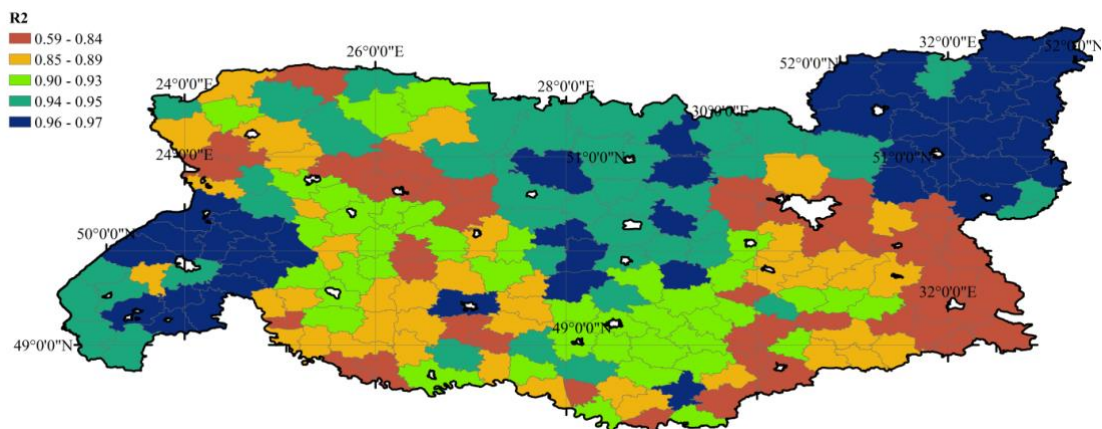 R2
0.59 - 0.84
0.85 - 0.89
0.90 - 0.93
0.94 - 0.95
0.96 - 0.97
32°0'0"E
52°0'0"N
26°0'0"E
52°0'0"N
24°0'0"E
28°0'0"E
30°0'0"E
24°0'0"E
51°0'0"N
51°0'0"N
50°0'0"N
32°0'0"E
49°0'0"N
49°0'0"N